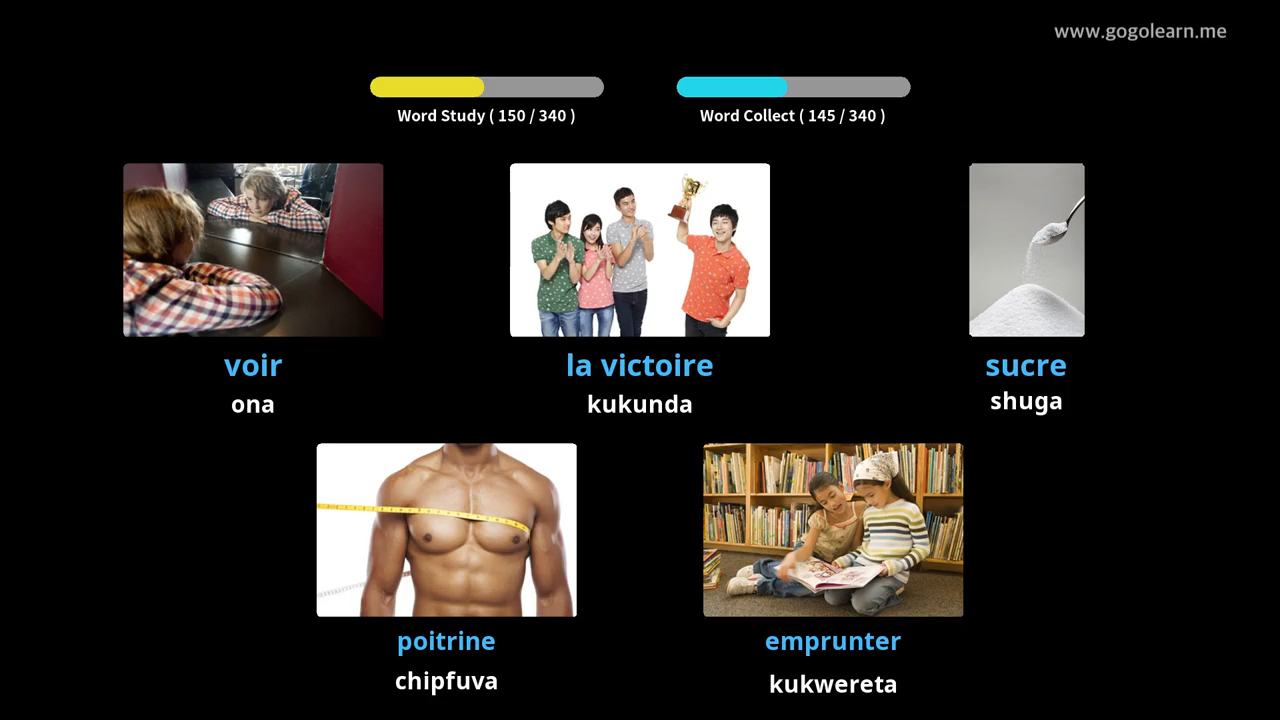 www.gogolearn.me
Word Study ( 150 / 340 )
Word Collect ( 145 / 340 )
voir
ona
la victoire
kukunda
sucre
shuga
poitrine
chipfuva
emprunter
kukwereta